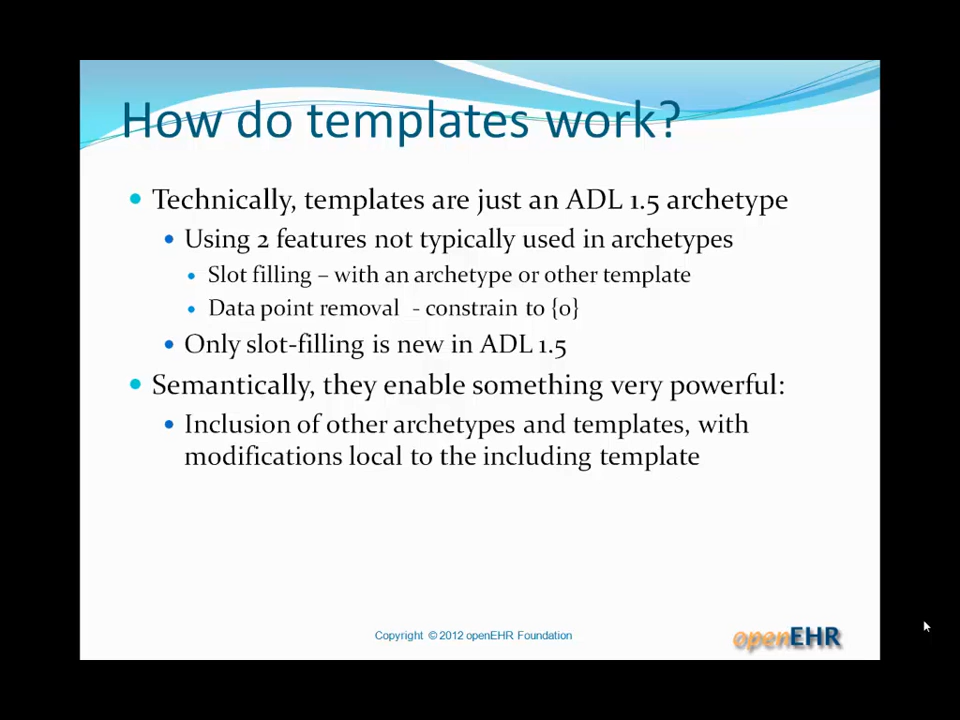 How do templates work?
Technically, templates are just an ADL 1.5 archetype
Using 2 features not typically used in archetypes
Slot filling – with an archetype or other template
Data point removal - constrain to {0}
Only slot-filling is new in ADL 1.5
Semantically, they enable something very powerful:
Inclusion of other archetypes and templates, with
modifications local to the including template
Copyright © 2012 openEHR Foundation
openEHR